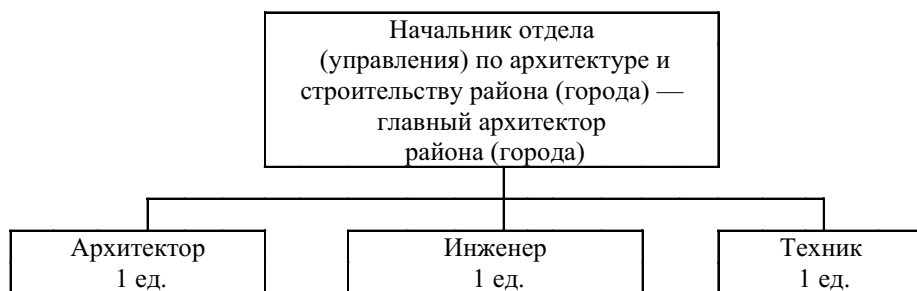 Начальник отдела
(управления) по архитектуре и
строительству района (города) —
главный архитектор
района (города)
Архитектор
1 ед.
Инженер
1 ед.
Техник
1 ед.